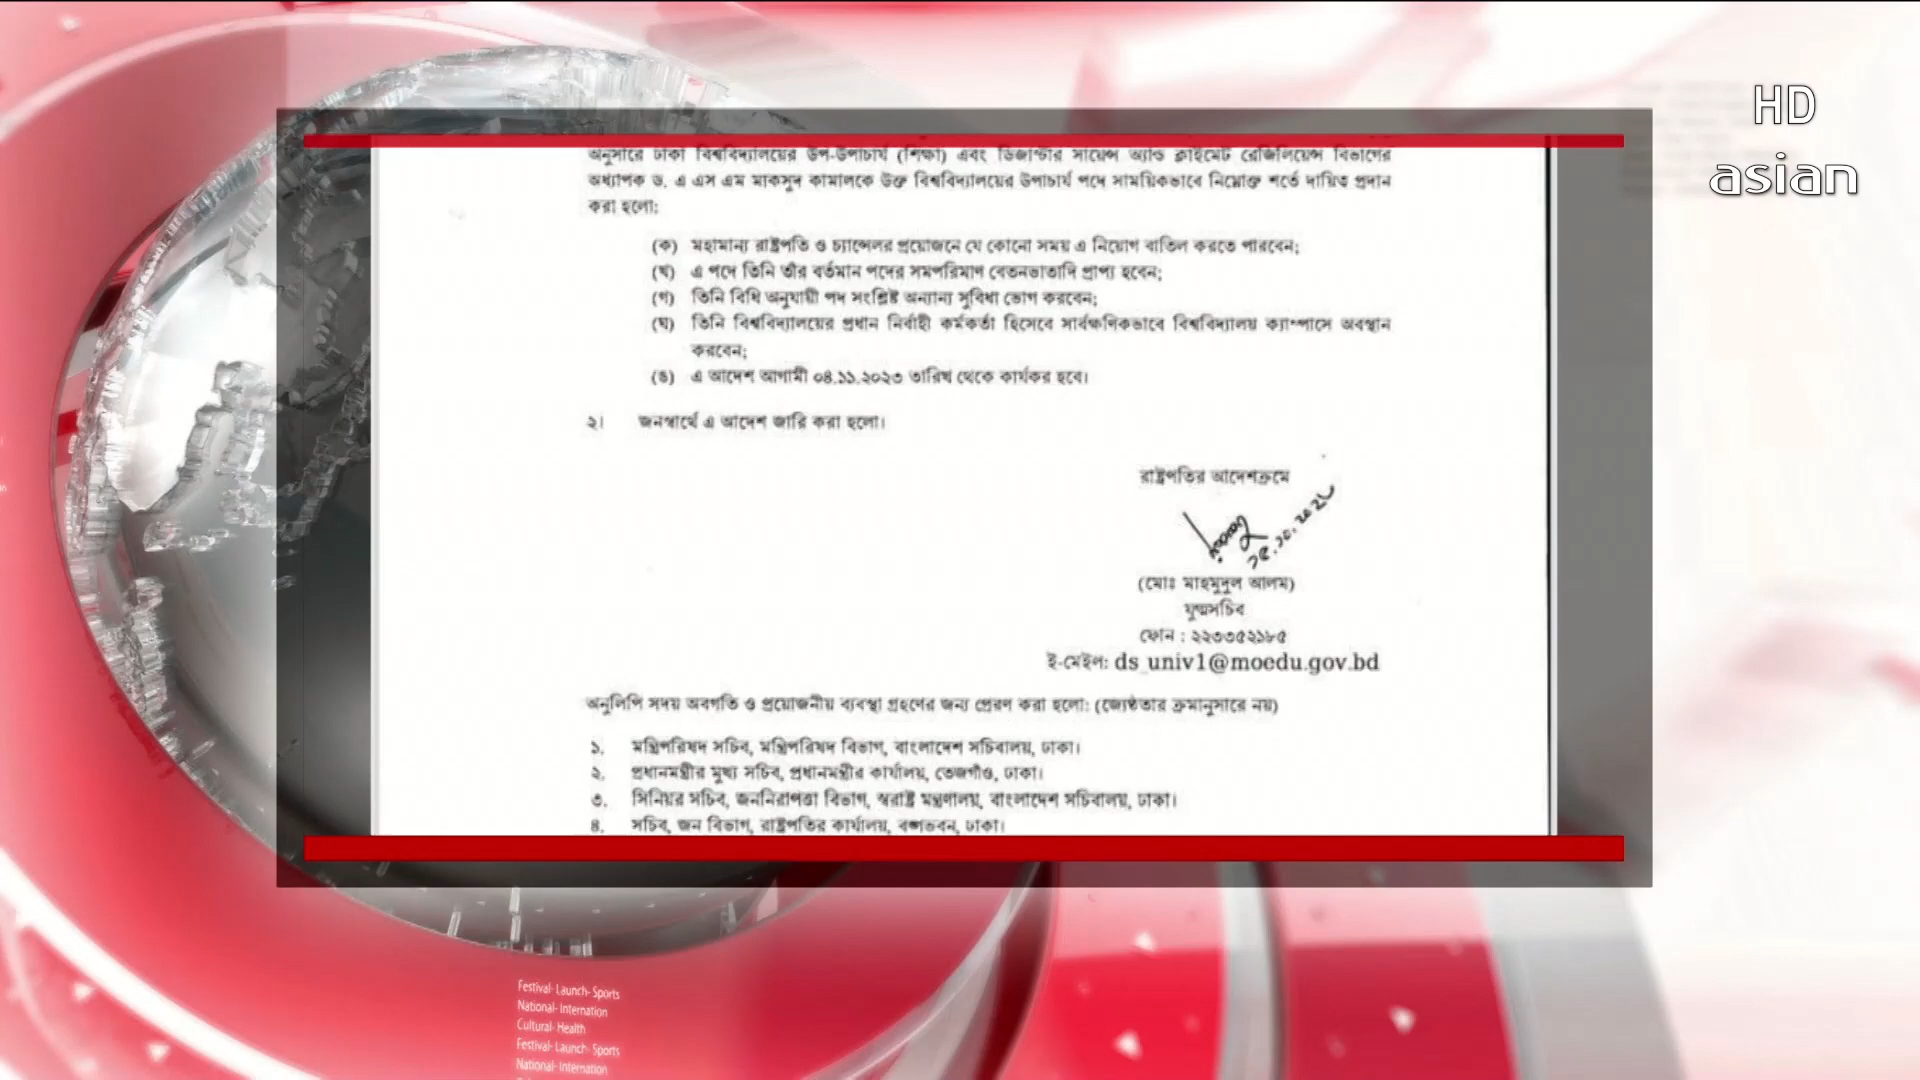 HD
asian
অনুসারে ঢাকা বিশ্ববিদ্যালয়ের উপ-উপাচার্য (শিক্ষা) এবং ডিজাস্টার সায়েন্স অ্যান্ড ক্লাইমেট রেজিলিয়েন্স বিভাগের
অধ্যাপক ড. এ এস এম মাকসুদ কামালকে উক্ত বিশ্ববিদ্যালয়ের উপাচার্য পদে সাময়িকভাবে নিম্নোক্ত শর্তে দায়িত্ব প্রদান
করা হলো:
(ক) মহামান্য রাষ্ট্রপতি ও চ্যান্সেলর প্রয়োজনে যে কোনো সময় এ নিয়োগ বাতিল করতে পারবেন;
(খ) এ পদে তিনি তাঁর বর্তমান পদের সমপরিমাণ বেতনভাতাদি প্রাপ্য হবেন;
(গ) তিনি বিধি অনুযায়ী পদ সংশ্লিষ্ট অন্যান্য সুবিধা ভোগ করবেন;
(ঘ) তিনি বিশ্ববিদ্যালয়ের প্রধান নির্বাহী কর্মকর্তা হিসেবে সার্বক্ষণিকভাবে বিশ্ববিদ্যালয় ক্যাম্পাসে অবস্থান
করবেন;
(ঙ) এ আদেশ আগামী ০৪.১১.২০২৩ তারিখ থেকে কার্যকর হবে।
২। জনস্বার্থে এ আদেশ জারি করা হলো।
রাষ্ট্রপতির আদেশক্রমে
(মোঃ মাহমুদুল আলম)
যুগ্মসচিব
ফোন : ২২৩৩৫২১৮৫
ই-মেইল: ds_univ1@moedu.gov.bd
অনুলিপি সদয় অবগতি ও প্রয়োজনীয় ব্যবস্থা গ্রহণের জন্য প্রেরণ করা হলো: (জ্যেষ্ঠতার ক্রমানুসারে নয়)
১. মন্ত্রিপরিষদ সচিব, মন্ত্রিপরিষদ বিভাগ, বাংলাদেশ সচিবালয়, ঢাকা।
২. প্রধানমন্ত্রীর মুখ্য সচিব, প্রধানমন্ত্রীর কার্যালয়, তেজগাঁও, ঢাকা।
৩. সিনিয়র সচিব, জননিরাপত্তা বিভাগ, স্বরাষ্ট্র মন্ত্রণালয়, বাংলাদেশ সচিবালয়, ঢাকা।
৪. সচিব, জন বিভাগ, রাষ্ট্রপতির কার্যালয়, বঙ্গভবন, ঢাকা।
Festival- Launch- Sports
National- Internation
Cultural- Health
Festival- Launch- Sports
National- Internation